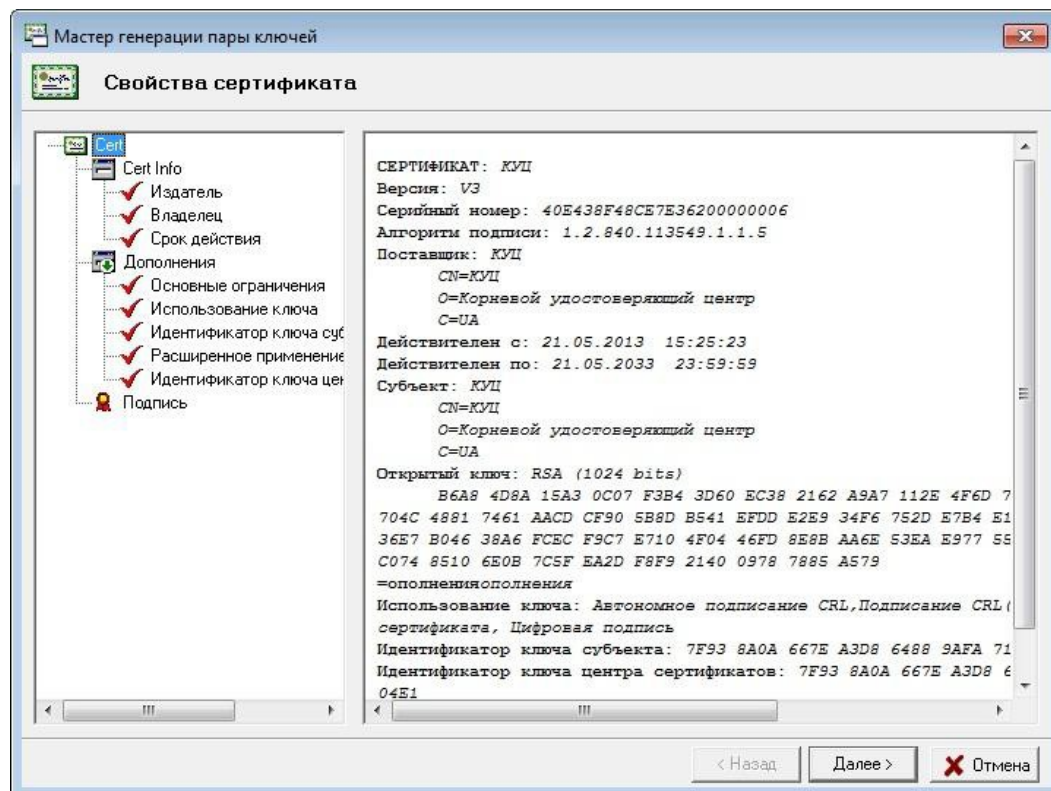 Мастер генерации пары ключей
Свойства сертификата
Cert
Cert Info
Издатель
Владелец
Срок действия
Дополнения
Основные ограничения
Использование ключа
Идентификатор ключа суб
Расширенное применение
Идентификатор ключа цен
Подпись
СЕРТИФИКАТ: КУЦ
Версия: V3
Серийный номер: 40E438F48CE7E36200000006
Алгоритм подписи: 1.2.840.113549.1.1.5
Поставщик: КУЦ
CN=КУЦ
O=Корневой удостоверяющий центр
C=UA
Действителен с: 21.05.2013 15:25:23
Действителен по: 21.05.2033 23:59:59
Субъект: КУЦ
CN=КУЦ
O=Корневой удостоверяющий центр
C=UA
Открытый ключ: RSA (1024 bits)
B6A8 4D8A 15A3 0C07 F3B4 3D60 EC38 2162 A9A7 112E 4F6D 7
704C 4881 7461 AACD CF90 5B8D B541 EFDD E2E9 34F6 752D E7B4 E1
36E7 B046 38A6 FCEC F9C7 E710 4F04 46FD 8E8B AA6E 53EA E977 55
C074 8510 6E0B 7C5F EA2D F8F9 2140 0978 7885 A579
=ополненияополнения
Использование ключа: Автономное подписание CRL,Подписание CRL(
сертификата, Цифровая подпись
Идентификатор ключа субъекта: 7F93 8A0A 667E A3D8 6488 9AFA 71
Идентификатор ключа центра сертификатов: 7F93 8A0A 667E A3D8 6
04E1
< Назад
Далее >
Отмена